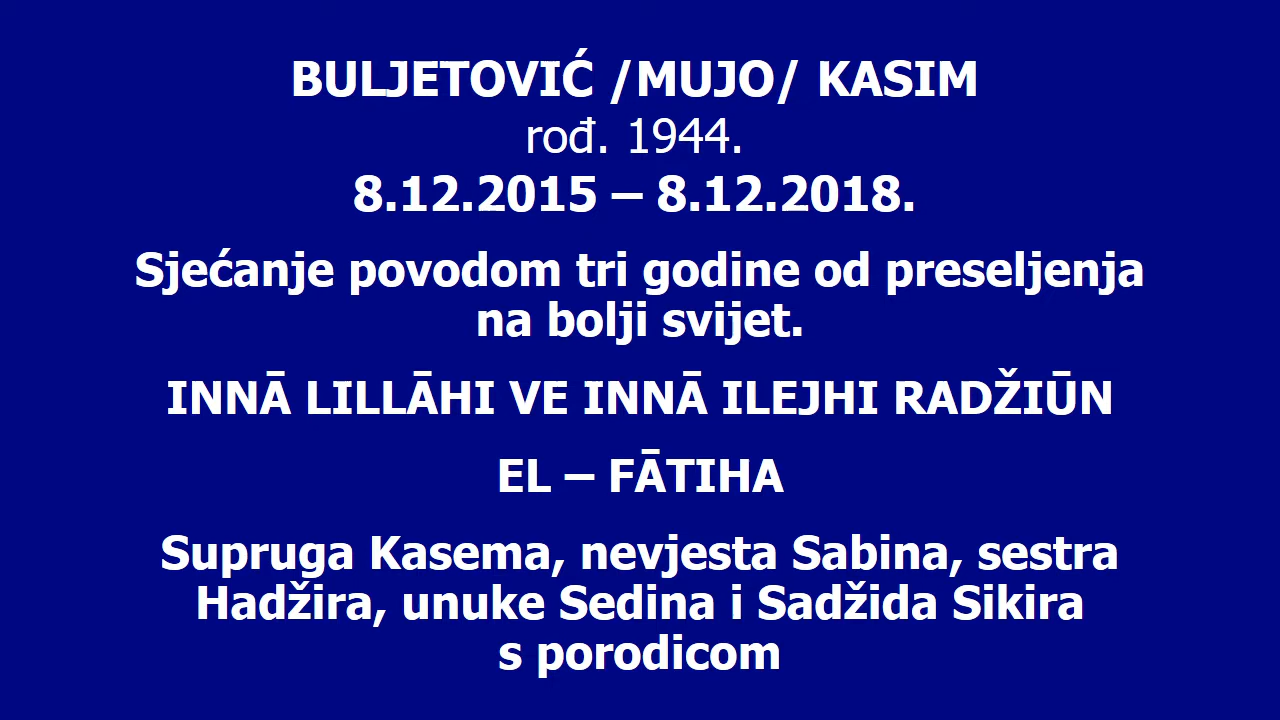 BULJETOVIĆ /MUJO/ KASIM
rođ. 1944.
8.12.2015 – 8.12.2018.
Sjećanje povodom tri godine od preseljenja
na bolji svijet.
INNĀ LILLĀHI VE INNĀ ILEJHI RADŽIŪN
EL – FĀTIHA
Supruga Kasema, nevjesta Sabina, sestra
Hadžira, unuke Sedina i Sadžida Sikira
s porodicom